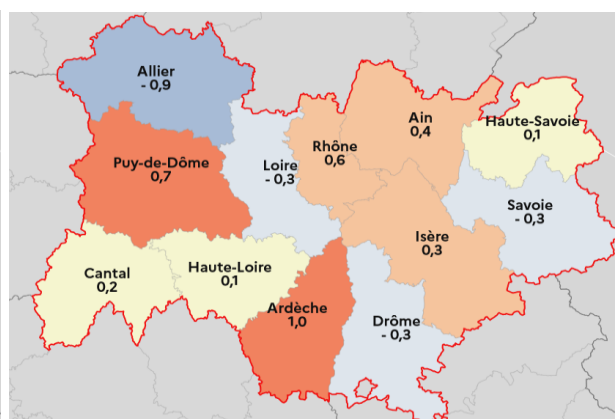 Allier
- 0,9
Ain
0,4
Haute-Savoie
0,1
Rhône
0,6
Puy-de-Dôme
0,7
Loire
- 0,3
Savoie
- 0,3
Isère
0,3
Cantal
0,2
Haute-Loire
0,1
Ardèche
1,0
Drôme
- 0,3